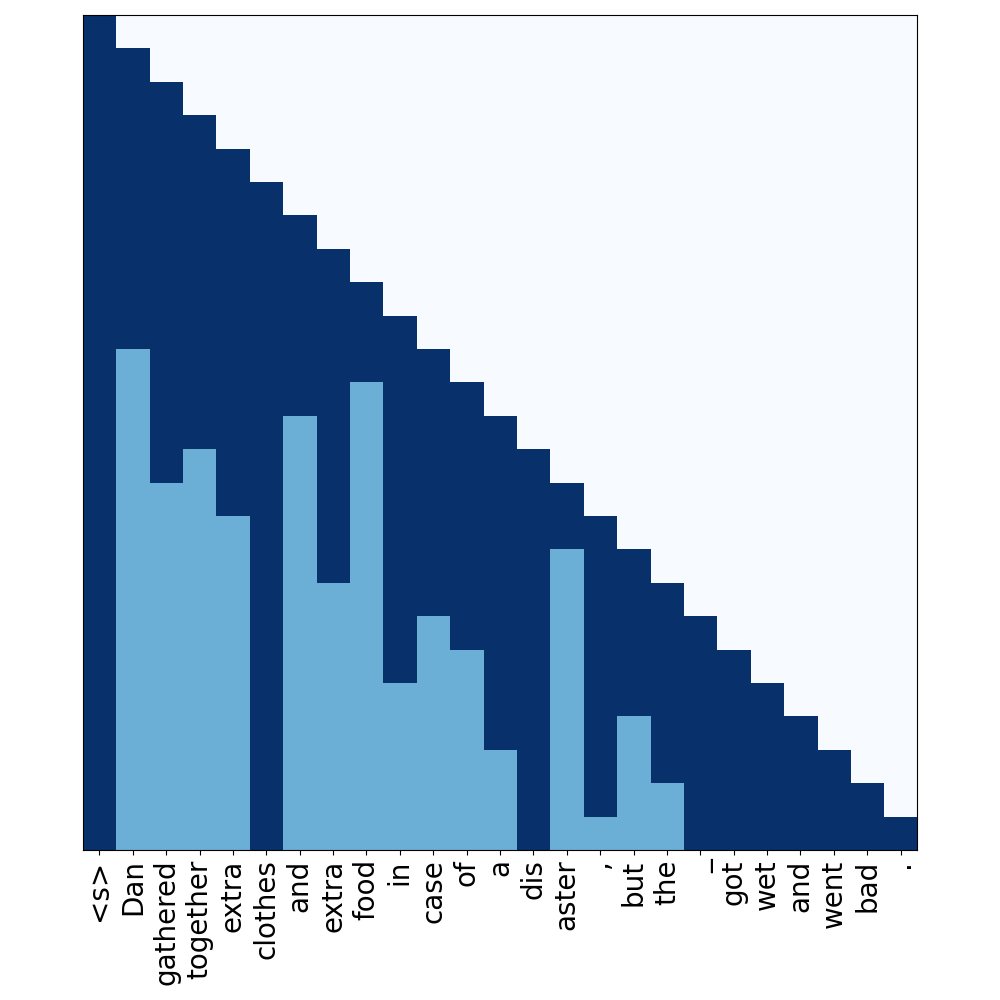 <s> Dan gathered together extra clothes and extra food in case of a dis aster , but the _ got wet and went bad .